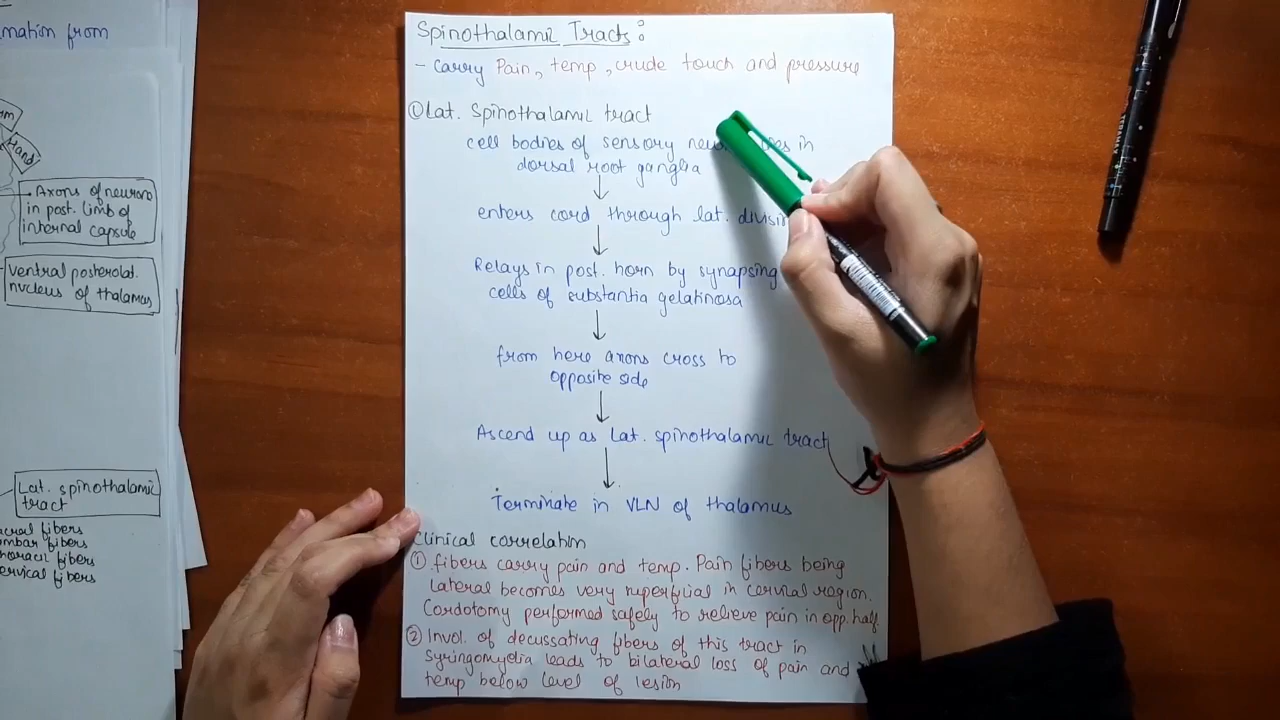 mation from
Hand
Axons of neurons
in post. limb of
internal capsule
ventral posterolat.
nucleus of thalamus
Lat. spinothalamic
tract
acral fibers
umbar fibers
horacic fibers
ervical fibers
Spinothalamic Tracts:
- Carry Pain, temp, crude touch and pressure
① Lat. Spinothalamic tract
cell bodies of sensory in
dorsal root ganglia
enters cord through lat.
Relays in post. horn by synapsing
cells of substantia gelatinosa
from here axons cross to
opposite side
Ascend up as Lat. spinothalamic tract
Terminate in VLN of thalamus
Clinical correlation
① fibers carry pain and temp. Pain fibers being
lateral becomes very superficial in cervical region.
Cordotomy performed safely to relieve pain in opp. half
② Invol. of decussating fibers of this tract in
Syringomyelia leads to bilateral loss of pain and
temp below level of lesion